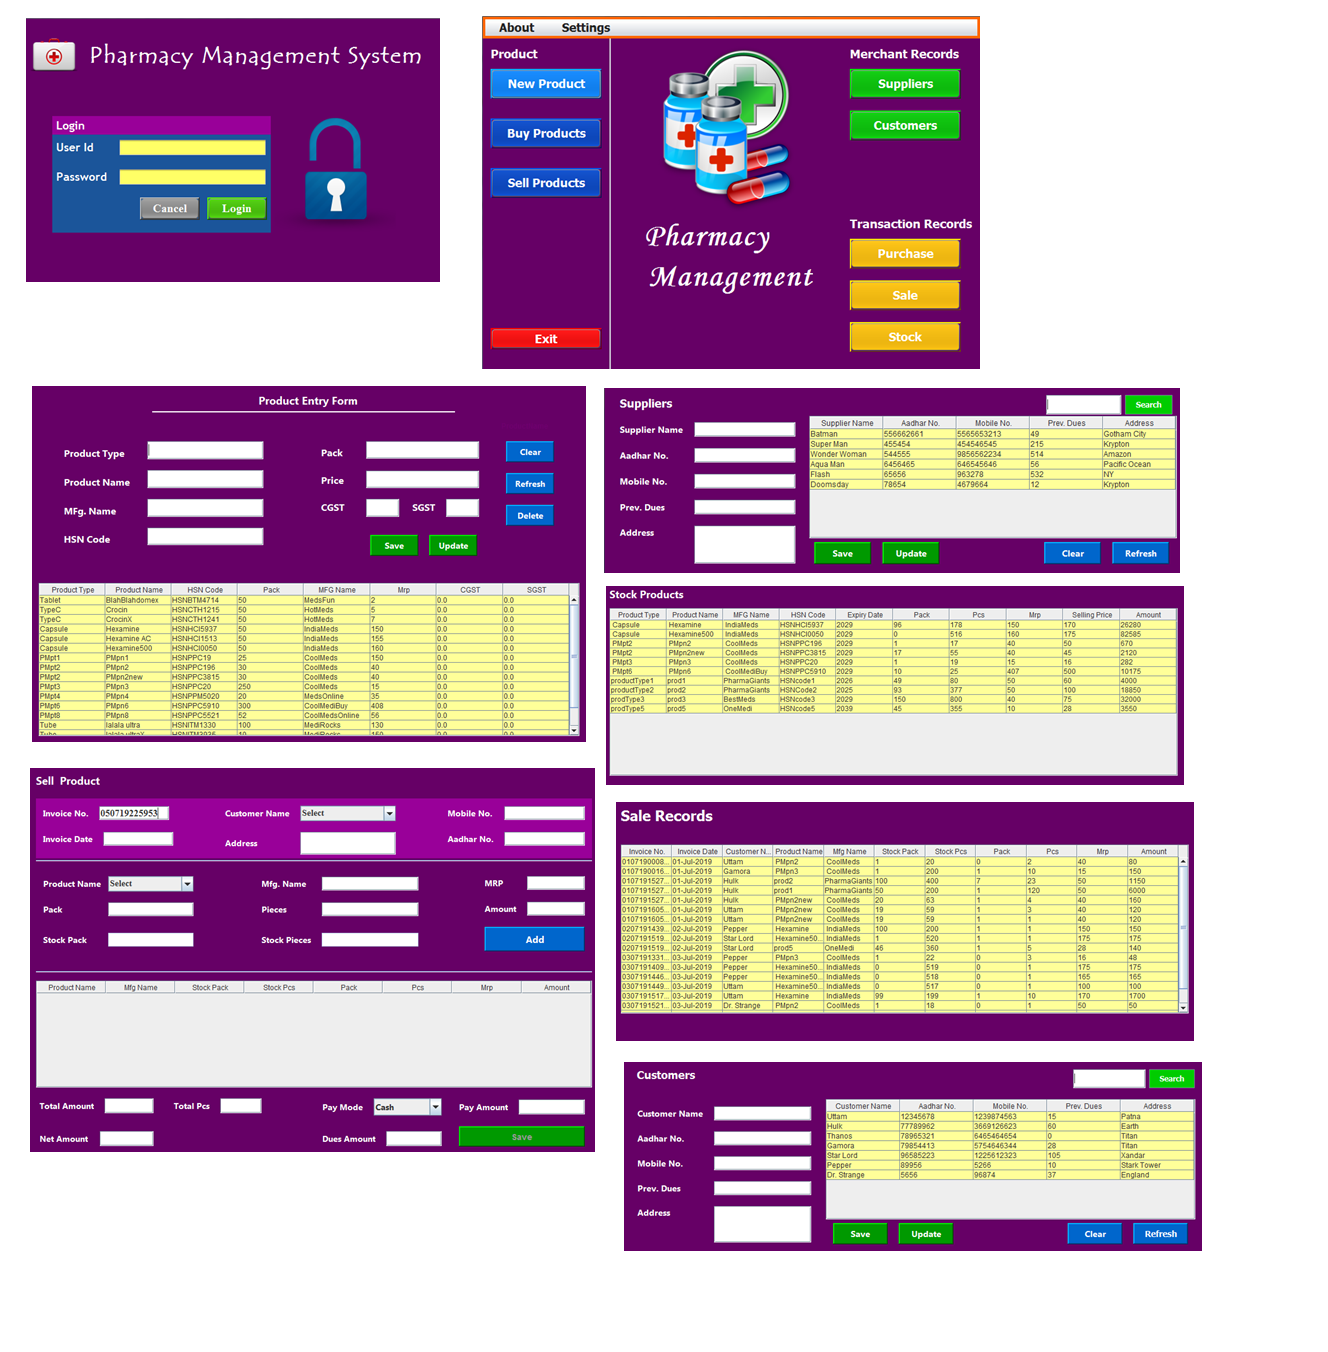 Pharmacy Management System
Login
User Id
Password
Cancel Login
About Settings
Product
New Product
Buy Products
Sell Products
Exit
Pharmacy
Management
Merchant Records
Suppliers
Customers
Transaction Records
Purchase
Sale
Stock
Product Entry Form
Product Type Pack Clear
Product Name Price Refresh
MFg. Name CGST SGST Delete
HSN Code Save Update
Product Type Product Name HSN Code Pack MFG Name Mrp CGST SGST
Tablet BlahBlahdomex HSNBTM4714 50 MedsFun 2 0.0 0.0
TypeC Crocin HSNCTH1215 50 HotMeds 5 0.0 0.0
TypeC CrocinX HSNCTH1241 50 HotMeds 7 0.0 0.0
Capsule Hexamine HSNHCI5937 50 IndiaMeds 150 0.0 0.0
Capsule Hexamine AC HSNHCI1513 50 IndiaMeds 155 0.0 0.0
Capsule Hexamine500 HSNHCI0050 50 IndiaMeds 160 0.0 0.0
PMpt1 PMpn1 HSNPPC19 25 CoolMeds 150 0.0 0.0
PMpt2 PMpn2 HSNPPC196 30 CoolMeds 40 0.0 0.0
PMpt2 PMpn2new HSNPPC3815 30 CoolMeds 40 0.0 0.0
PMpt3 PMpn3 HSNPPC20 250 CoolMeds 15 0.0 0.0
PMpt4 PMpn4 HSNPPM5020 20 MedsOnline 35 0.0 0.0
PMpt6 PMpn6 HSNPPC5910 300 CoolMediBuy 408 0.0 0.0
PMpt8 PMpn8 HSNPPC5521 52 CoolMedsOnline 56 0.0 0.0
Tube lalala ultra HSNITM1330 100 MediRocks 130 0.0 0.0
Tube lalala ultraX HSNITM3935 10 MediRocks 150 0.0 0.0
Suppliers Search
Supplier Name
Aadhar No.
Mobile No.
Prev. Dues
Address
Supplier Name Aadhar No. Mobile No. Prev. Dues Address
Batman 556662661 5565653213 49 Gotham City
Super Man 455454 454546545 215 Krypton
Wonder Woman 544555 9856562234 514 Amazon
Aqua Man 6456465 646545646 56 Pacific Ocean
Flash 65656 963278 532 NY
Doomsday 78654 4679664 12 Krypton
Save Update Clear Refresh
Stock Products
Product Type Product Name MFG Name HSN Code Expiry Date Pack Pcs Mrp Selling Price Amount
Capsule Hexamine IndiaMeds HSNHCI5937 2029 96 178 150 170 26280
Capsule Hexamine500 IndiaMeds HSNHCI0050 2029 0 516 160 175 82585
PMpt2 PMpn2 CoolMeds HSNPPC196 2029 1 17 40 50 670
PMpt2 PMpn2new CoolMeds HSNPPC3815 2029 17 55 40 45 2120
PMpt3 PMpn3 CoolMeds HSNPPC20 2029 1 19 15 16 282
PMpt6 PMpn6 CoolMediBuy HSNPPC5910 2029 10 25 407 500 10175
productType1 prod1 PharmaGiants HSNcode1 2026 49 80 50 60 4000
productType2 prod2 PharmaGiants HSNCode2 2025 93 377 50 100 18850
prodType3 prod3 BestMeds HSNcode3 2029 150 800 40 75 32000
prodType5 prod5 OneMedi HSNcode5 2039 45 355 10 28 3550
Sell Product
Invoice No. 050719225953 Customer Name Select Mobile No.
Invoice Date Address Aadhar No.
Product Name Select Mfg. Name MRP
Pack Pieces Amount
Stock Pack Stock Pieces Add
Product Name Mfg Name Stock Pack Stock Pcs Pack Pcs Mrp Amount
Total Amount Total Pcs Pay Mode Cash Pay Amount
Net Amount Dues Amount Save
Sale Records
Invoice No. Invoice Date Customer N... Product Name Mfg Name Stock Pack Stock Pcs Pack Pcs Mrp Amount
0107190008... 01-Jul-2019 Uttam PMpn2 CoolMeds 1 20 0 2 40 80
0107190016... 01-Jul-2019 Gamora PMpn3 CoolMeds 1 200 1 10 15 150
0107191527... 01-Jul-2019 Hulk prod2 PharmaGiants 100 400 7 23 50 1150
0107191527... 01-Jul-2019 Hulk prod1 PharmaGiants 50 200 1 120 50 6000
0107191527... 01-Jul-2019 Hulk PMpn2new CoolMeds 20 63 1 4 40 160
0107191605... 01-Jul-2019 Uttam PMpn2new CoolMeds 19 59 1 3 40 120
0107191605... 01-Jul-2019 Uttam PMpn2new CoolMeds 19 59 1 1 40 120
0207191439... 02-Jul-2019 Pepper Hexamine IndiaMeds 100 200 1 1 150 150
0207191519... 02-Jul-2019 Star Lord Hexamine50... IndiaMeds 1 520 1 1 175 175
0207191519... 02-Jul-2019 Star Lord prod5 OneMedi 46 360 1 5 28 140
0307191331... 03-Jul-2019 Pepper PMpn3 CoolMeds 1 22 0 3 16 48
0307191409... 03-Jul-2019 Pepper Hexamine50... IndiaMeds 0 519 0 1 175 175
0307191446... 03-Jul-2019 Pepper Hexamine50... IndiaMeds 0 518 0 1 165 165
0307191449... 03-Jul-2019 Uttam Hexamine50... IndiaMeds 0 517 0 1 100 100
0307191517... 03-Jul-2019 Uttam Hexamine IndiaMeds 99 199 1 10 170 1700
0307191521... 03-Jul-2019 Dr. Strange PMpn2 CoolMeds 1 18 0 1 50 50
Customers Search
Customer Name
Aadhar No.
Mobile No.
Prev. Dues
Address
Customer Name Aadhar No. Mobile No. Prev. Dues Address
Uttam 12345678 1239874563 15 Patna
Hulk 77789962 3669126623 60 Earth
Thanos 78965321 6465464654 0 Titan
Gamora 79854413 5754646344 28 Titan
Star Lord 96585223 1225612323 105 Xandar
Pepper 89956 5266 10 Stark Tower
Dr. Strange 5656 96874 37 England
Save Update Clear Refresh